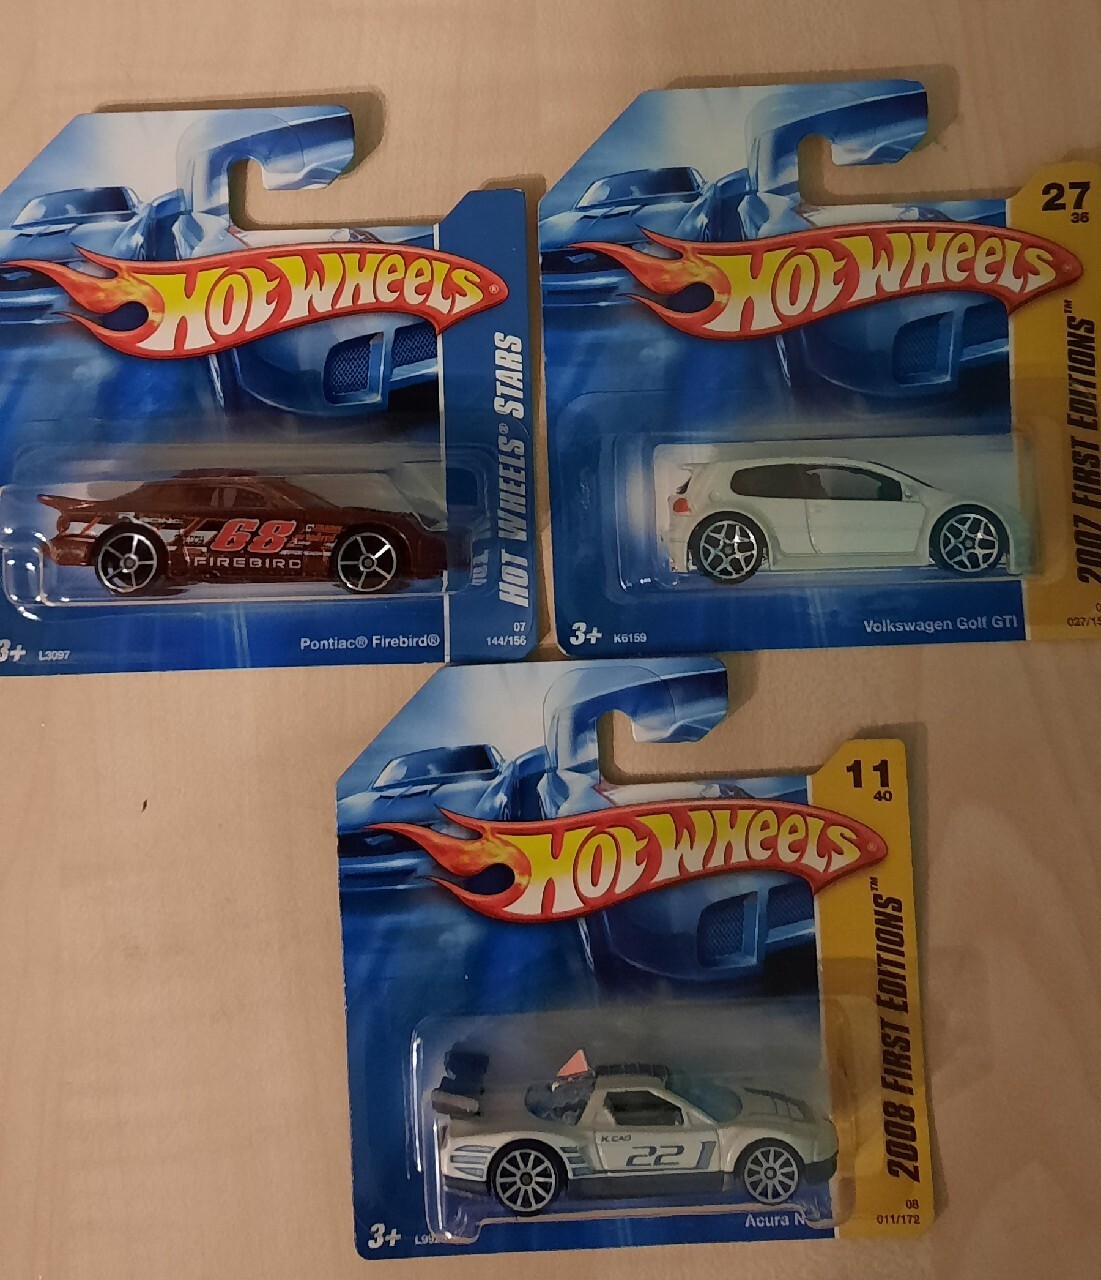 HOT WHEELS®
HOT WHEELS® STARS
68
FIREBIRD
3+
L3097
Pontiac® Firebird®
07
144/156
27
36
HOT WHEELS®
2007 FIRST EDITIONS™
3+
K6159
Volkswagen Golf GTI
11
40
HOT WHEELS®
2008 FIRST EDITIONS™
K.CAO
22
3+
Acura
08
011/172